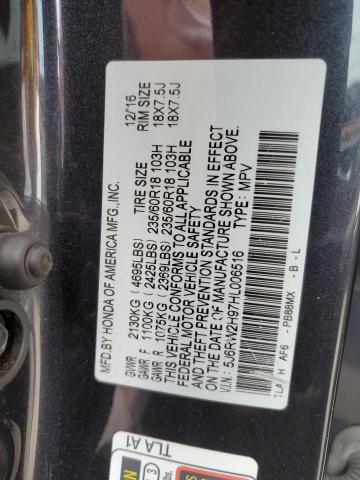 MFD.BY HONDA OF AMERICA MFG.,INC. 12/'16
TIRE SIZE RIM SIZE
GVWR 2130KG (4695LBS)
GAWR F 1100KG (2425LBS) 235/60R18 103H 18X7.5J
GAWR R 1075KG (2369LBS) 235/60R18 103H 18X7.5J
THIS VEHICLE CONFORMS TO ALL APPLICABLE
FEDERAL MOTOR VEHICLE SAFETY
AND THEFT PREVENTION STANDARDS IN EFFECT
ON THE DATE OF MANUFACTURE SHOWN ABOVE.
V.I.N.: 5J6RW2H97HL006516 TYPE: MPV
TLA H AF6 - PB88MX - B - L
TLA A1